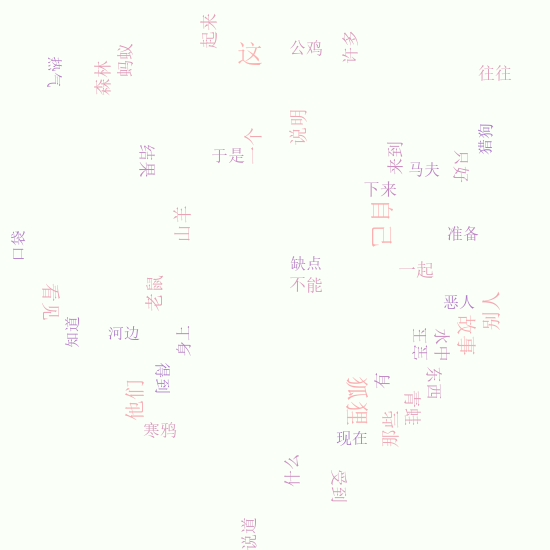 起来
这
公鸡
许多
蚂蚁
森林
热气
往往
说明
一个
猎狗
于是
结果
来到
马夫
只好
下来
自己
山羊
口袋
准备
缺点
不能
一起
老鼠
看见
恶人
别人
知道
河边
身上
故事
水中
宙宝
得到
有
东西
他们
狐狸
青蛙
那些
寒鸦
现在
什么
受到
说道